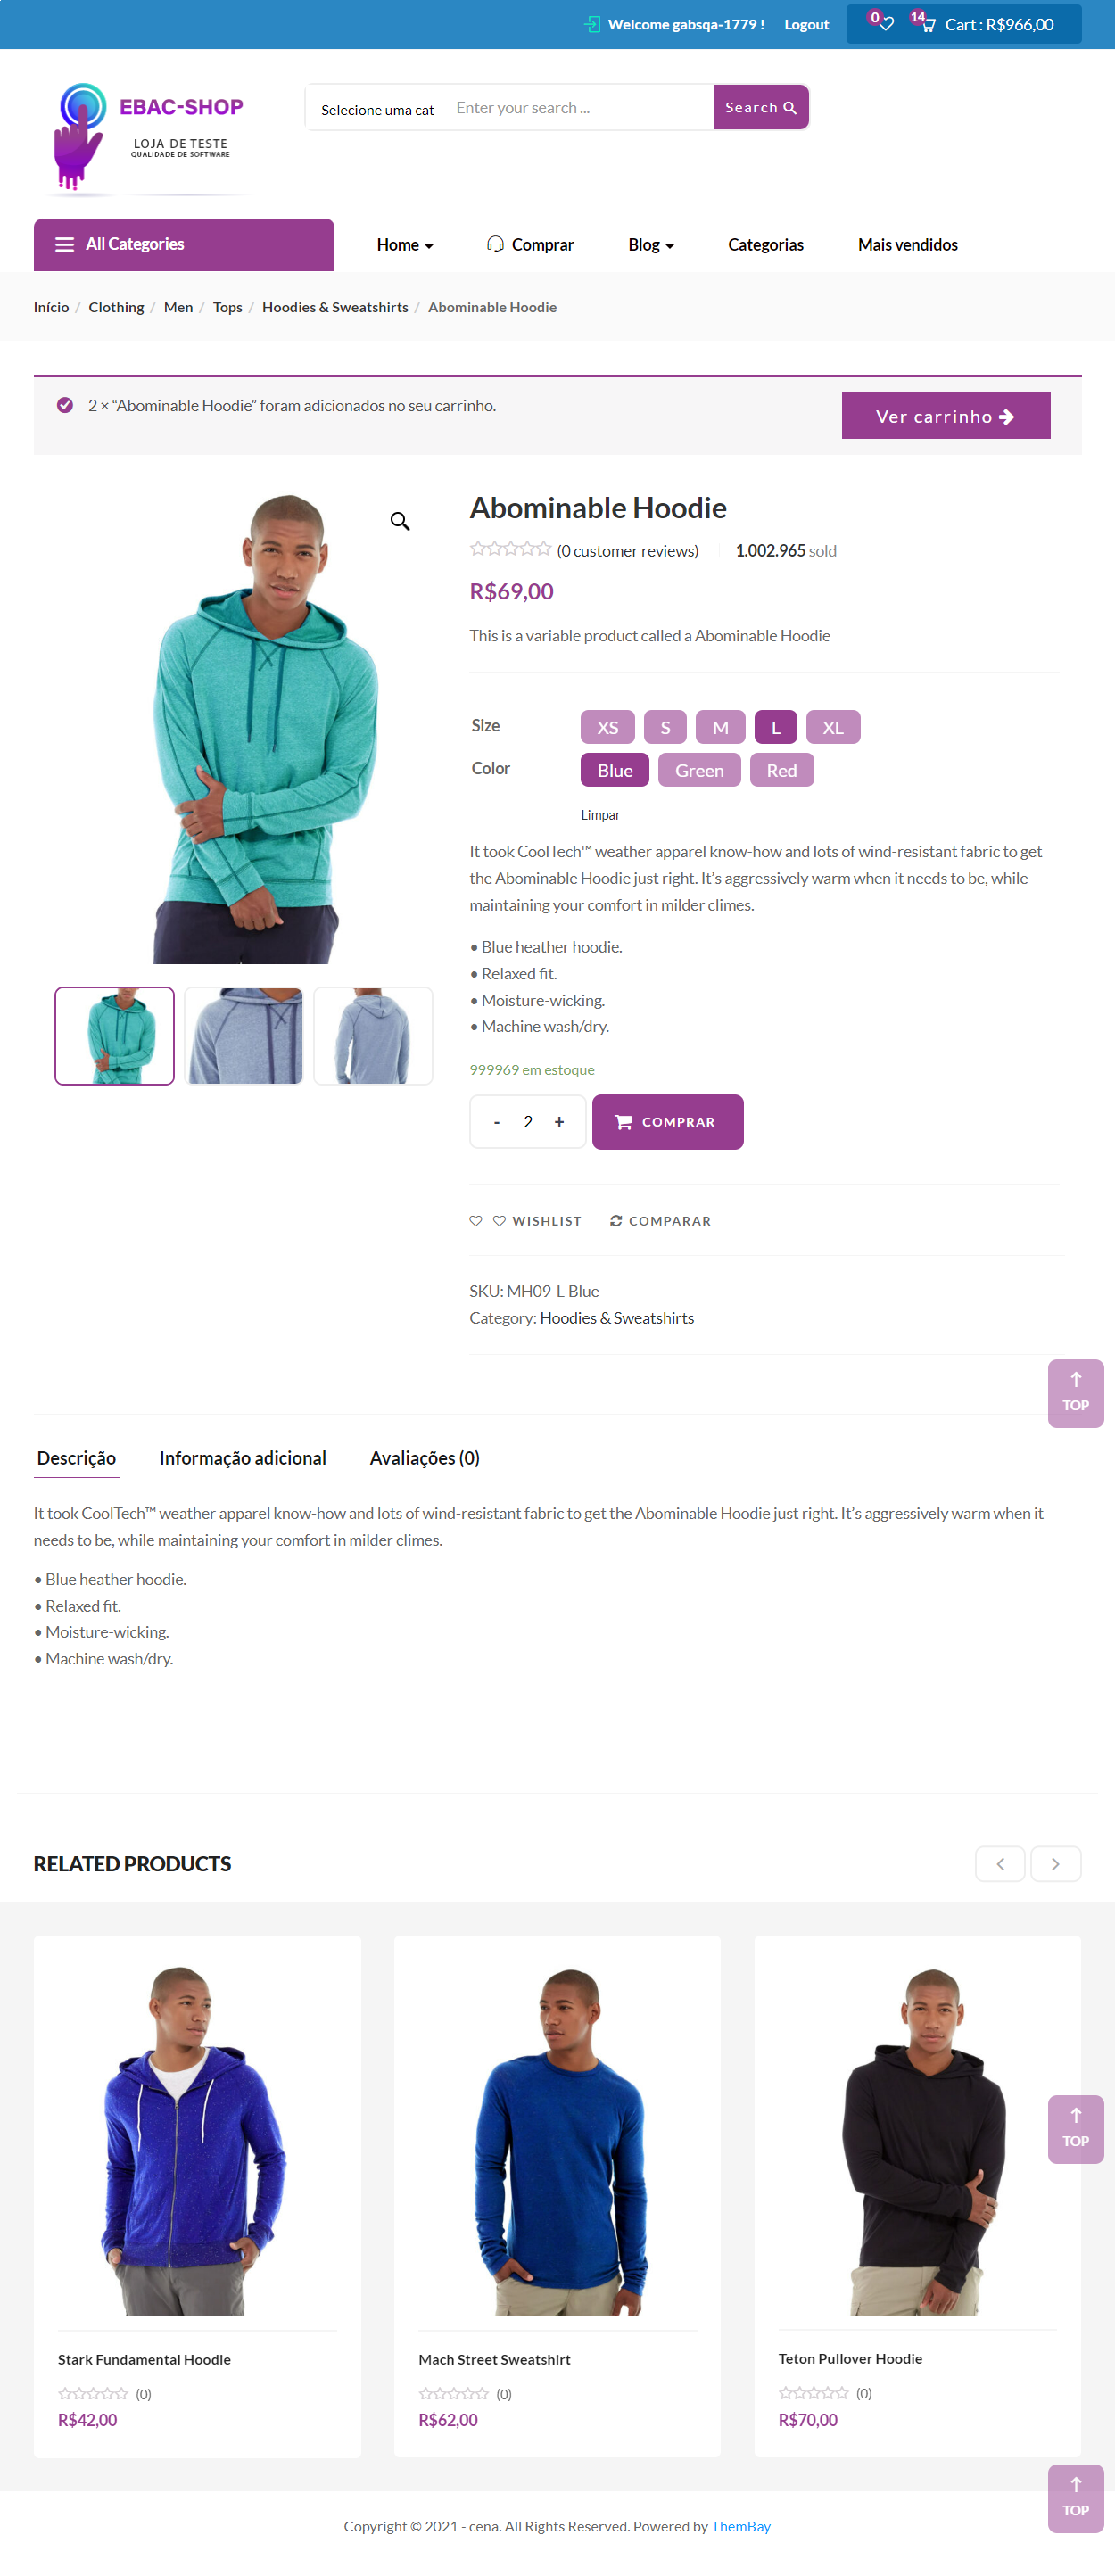 Welcome gabsqa-1779 ! Logout 0 14 Cart : R$966,00
EBAC-SHOP
LOJA DE TESTE
QUALIDADE DE SOFTWARE
Selecione uma cat Enter your search ... Search
All Categories Home Comprar Blog Categorias Mais vendidos
Início / Clothing / Men / Tops / Hoodies & Sweatshirts / Abominable Hoodie
2 × “Abominable Hoodie” foram adicionados no seu carrinho. Ver carrinho
Abominable Hoodie
(0 customer reviews) 1.002.965 sold
R$69,00
This is a variable product called a Abominable Hoodie
Size XS S M L XL
Color Blue Green Red
Limpar
It took CoolTech™ weather apparel know-how and lots of wind-resistant fabric to get
the Abominable Hoodie just right. It’s aggressively warm when it needs to be, while
maintaining your comfort in milder climes.
• Blue heather hoodie.
• Relaxed fit.
• Moisture-wicking.
• Machine wash/dry.
999969 em estoque
- 2 + COMPRAR
WISHLIST COMPARAR
SKU: MH09-L-Blue
Category: Hoodies & Sweatshirts
TOP
Descrição Informação adicional Avaliações (0)
It took CoolTech™ weather apparel know-how and lots of wind-resistant fabric to get the Abominable Hoodie just right. It’s aggressively warm when it
needs to be, while maintaining your comfort in milder climes.
• Blue heather hoodie.
• Relaxed fit.
• Moisture-wicking.
• Machine wash/dry.
RELATED PRODUCTS
TOP
Stark Fundamental Hoodie
(0)
R$42,00
Mach Street Sweatshirt
(0)
R$62,00
Teton Pullover Hoodie
(0)
R$70,00
TOP
Copyright © 2021 - cena. All Rights Reserved. Powered by ThemBay